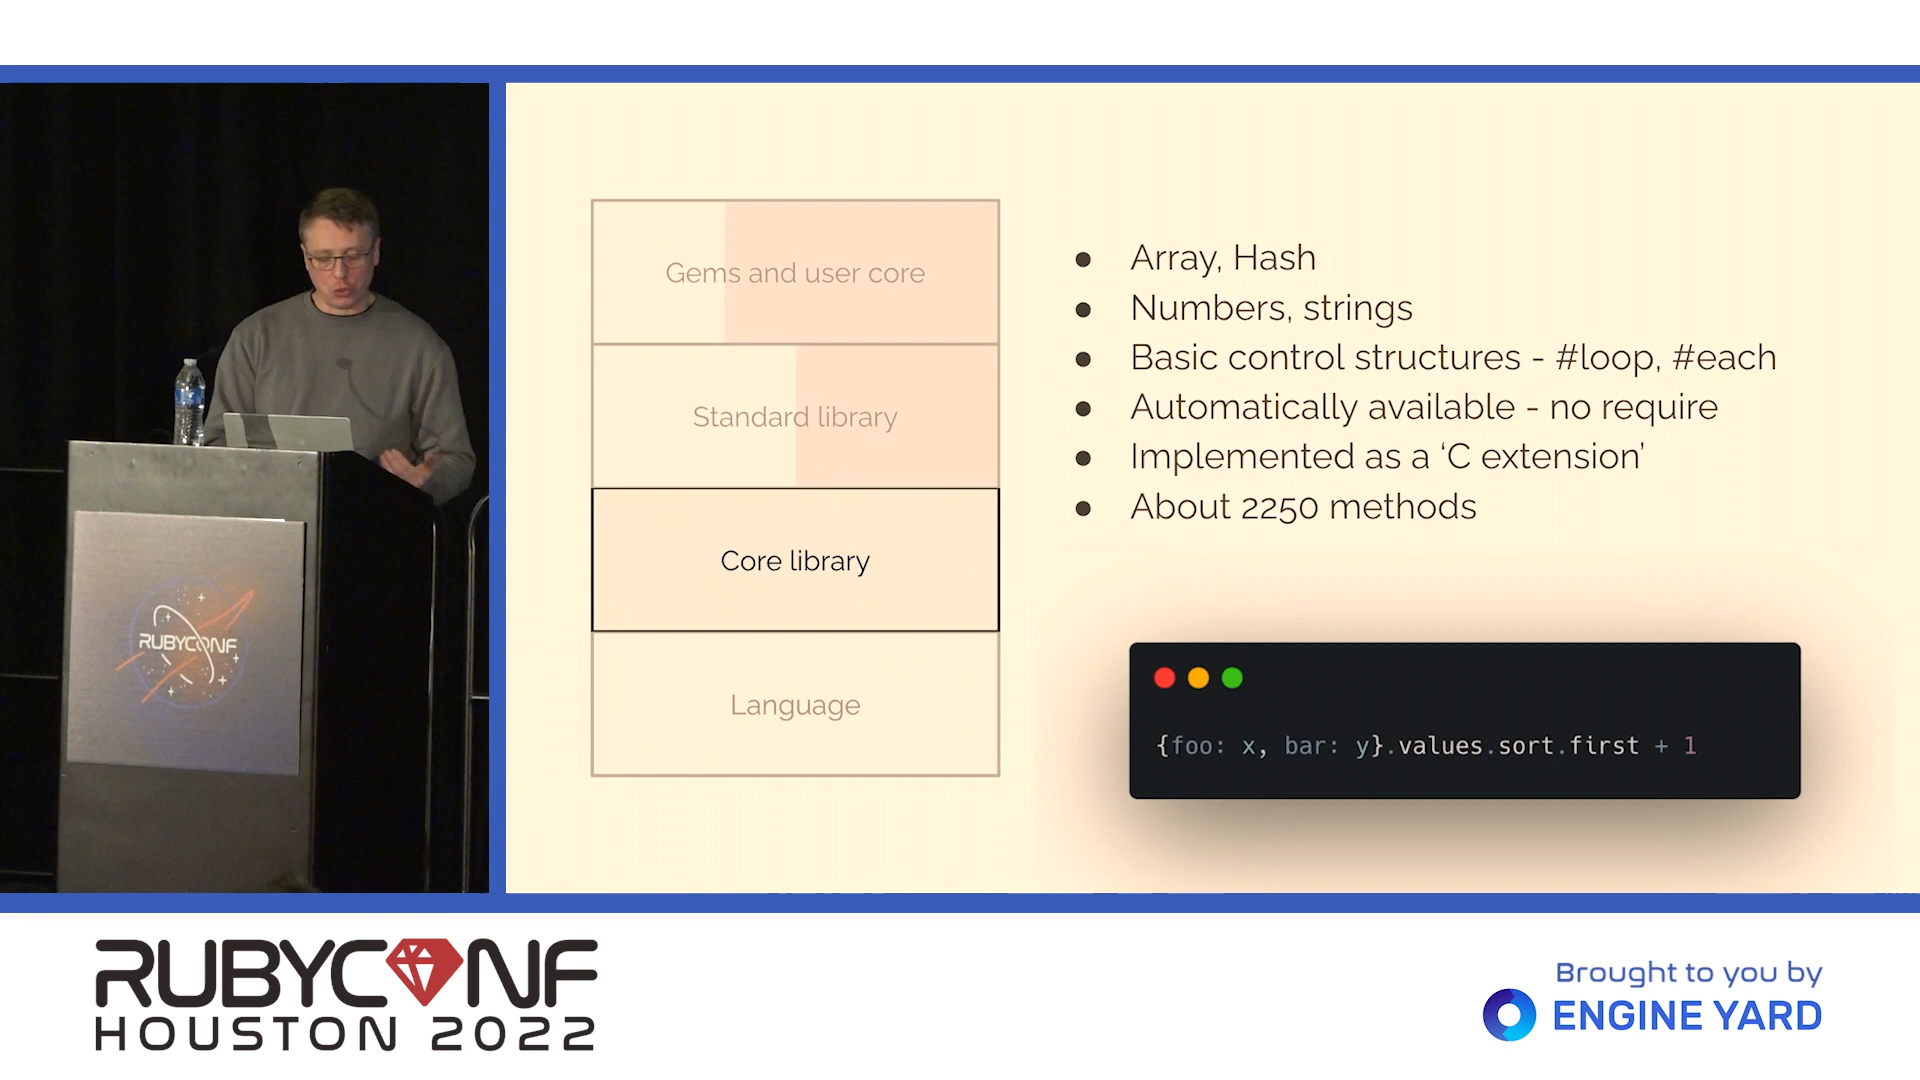 Gems and user core
Standard library
Core library
Language
● Array, Hash
● Numbers, strings
● Basic control structures - #loop, #each
● Automatically available - no require
● Implemented as a ‘C extension’
● About 2250 methods
{foo: x, bar: y}.values.sort.first + 1
RUBYCONF
RUBYCONF
HOUSTON 2022
Brought to you by
ENGINE YARD